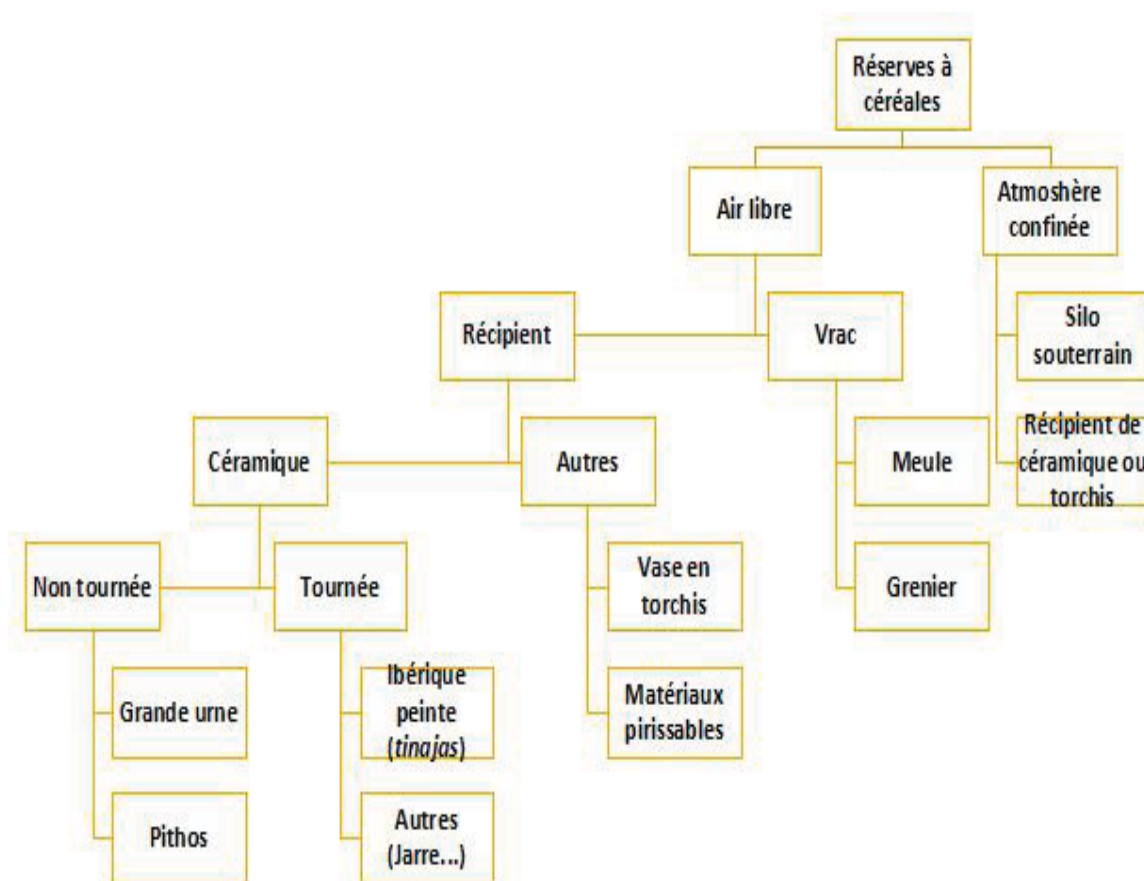 Réserves à
céréales
Air libre
Atmoshère
confinée
Récipient
Vrac
Silo
souterrain
Céramique
Autres
Meule
Récipient de
céramique ou
torchis
Non tournée
Tournée
Vase en
torchis
Grenier
Grande urne
Ibérique
peinte
(tinajas)
Matériaux
pirissables
Pithos
Autres
(Jarre...)